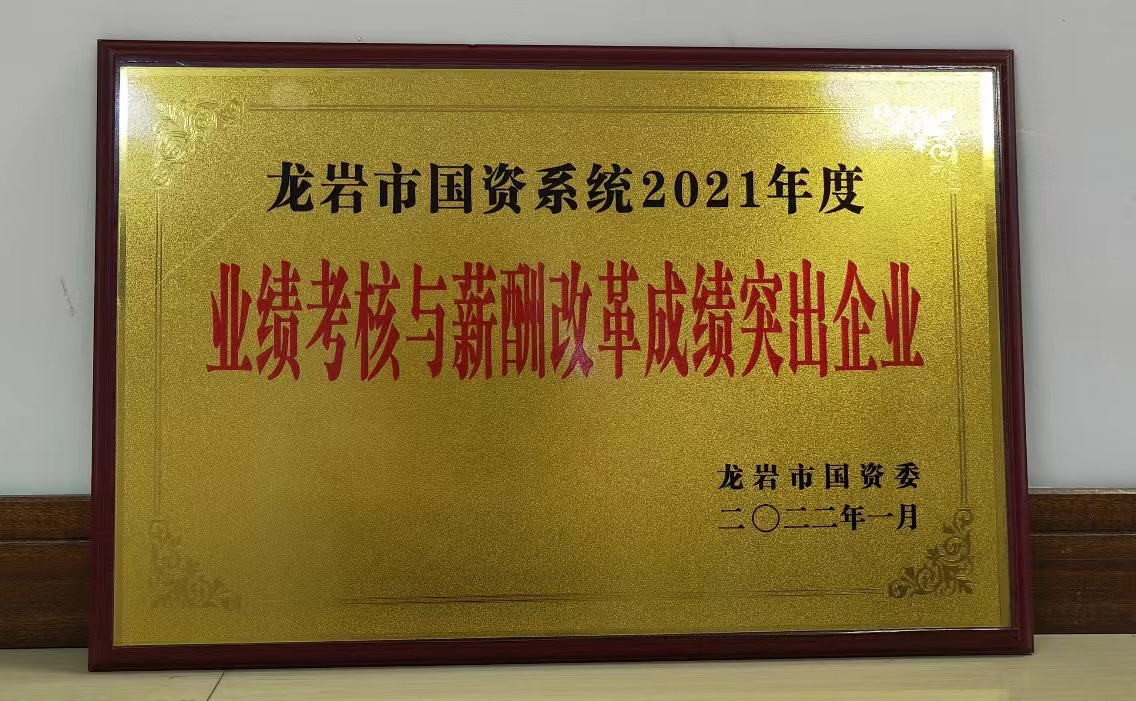 龙岩市国资系统2021年度
业绩考核与薪酬改革成绩突出企业
龙岩市国资委
二〇二二年一月